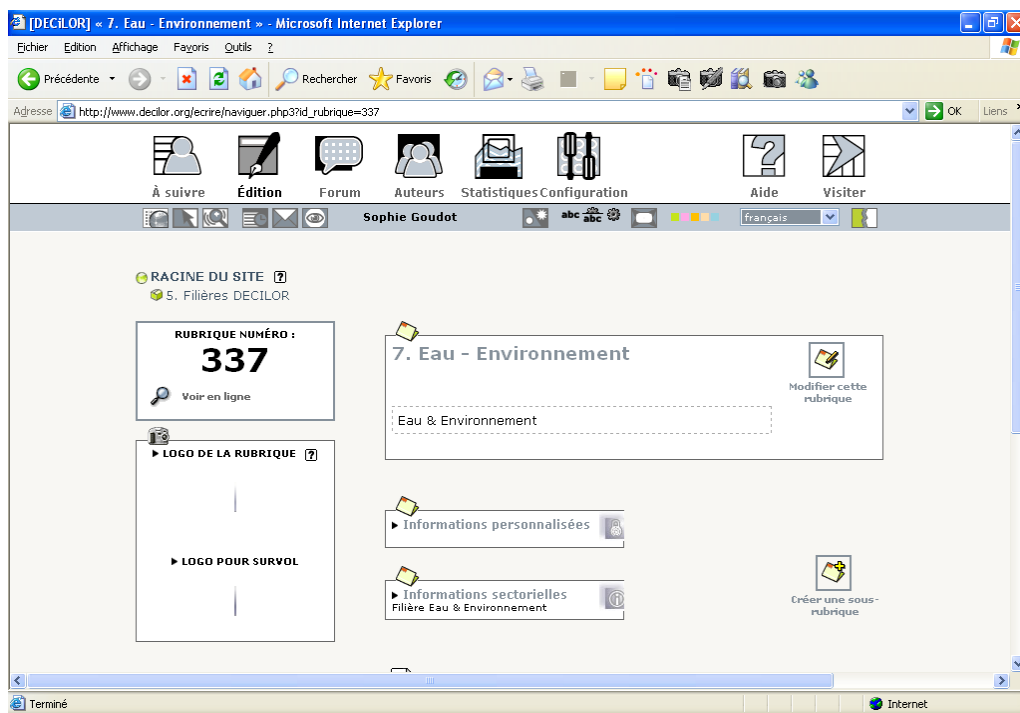 [DECiLOR] « 7. Eau - Environnement » - Microsoft Internet Explorer
Fichier Edition Affichage Favoris Outils ?
Précédente Rechercher Favoris
Adresse http://www.decilor.org/ecrire/naviguer.php3?id_rubrique=337 OK Liens
À suivre Édition Forum Auteurs Statistiques Configuration Aide Visiter
Sophie Goudot abc abc abc français
RACINE DU SITE ?
5. Filières DECILOR
RUBRIQUE NUMÉRO :
337
Voir en ligne
7. Eau - Environnement
Modifier cette
rubrique
Eau & Environnement
LOGO DE LA RUBRIQUE ?
LOGO POUR SURVOL
Informations personnalisées
Informations sectorielles
Filière Eau & Environnement
Créer une sous-
rubrique
Terminé Internet